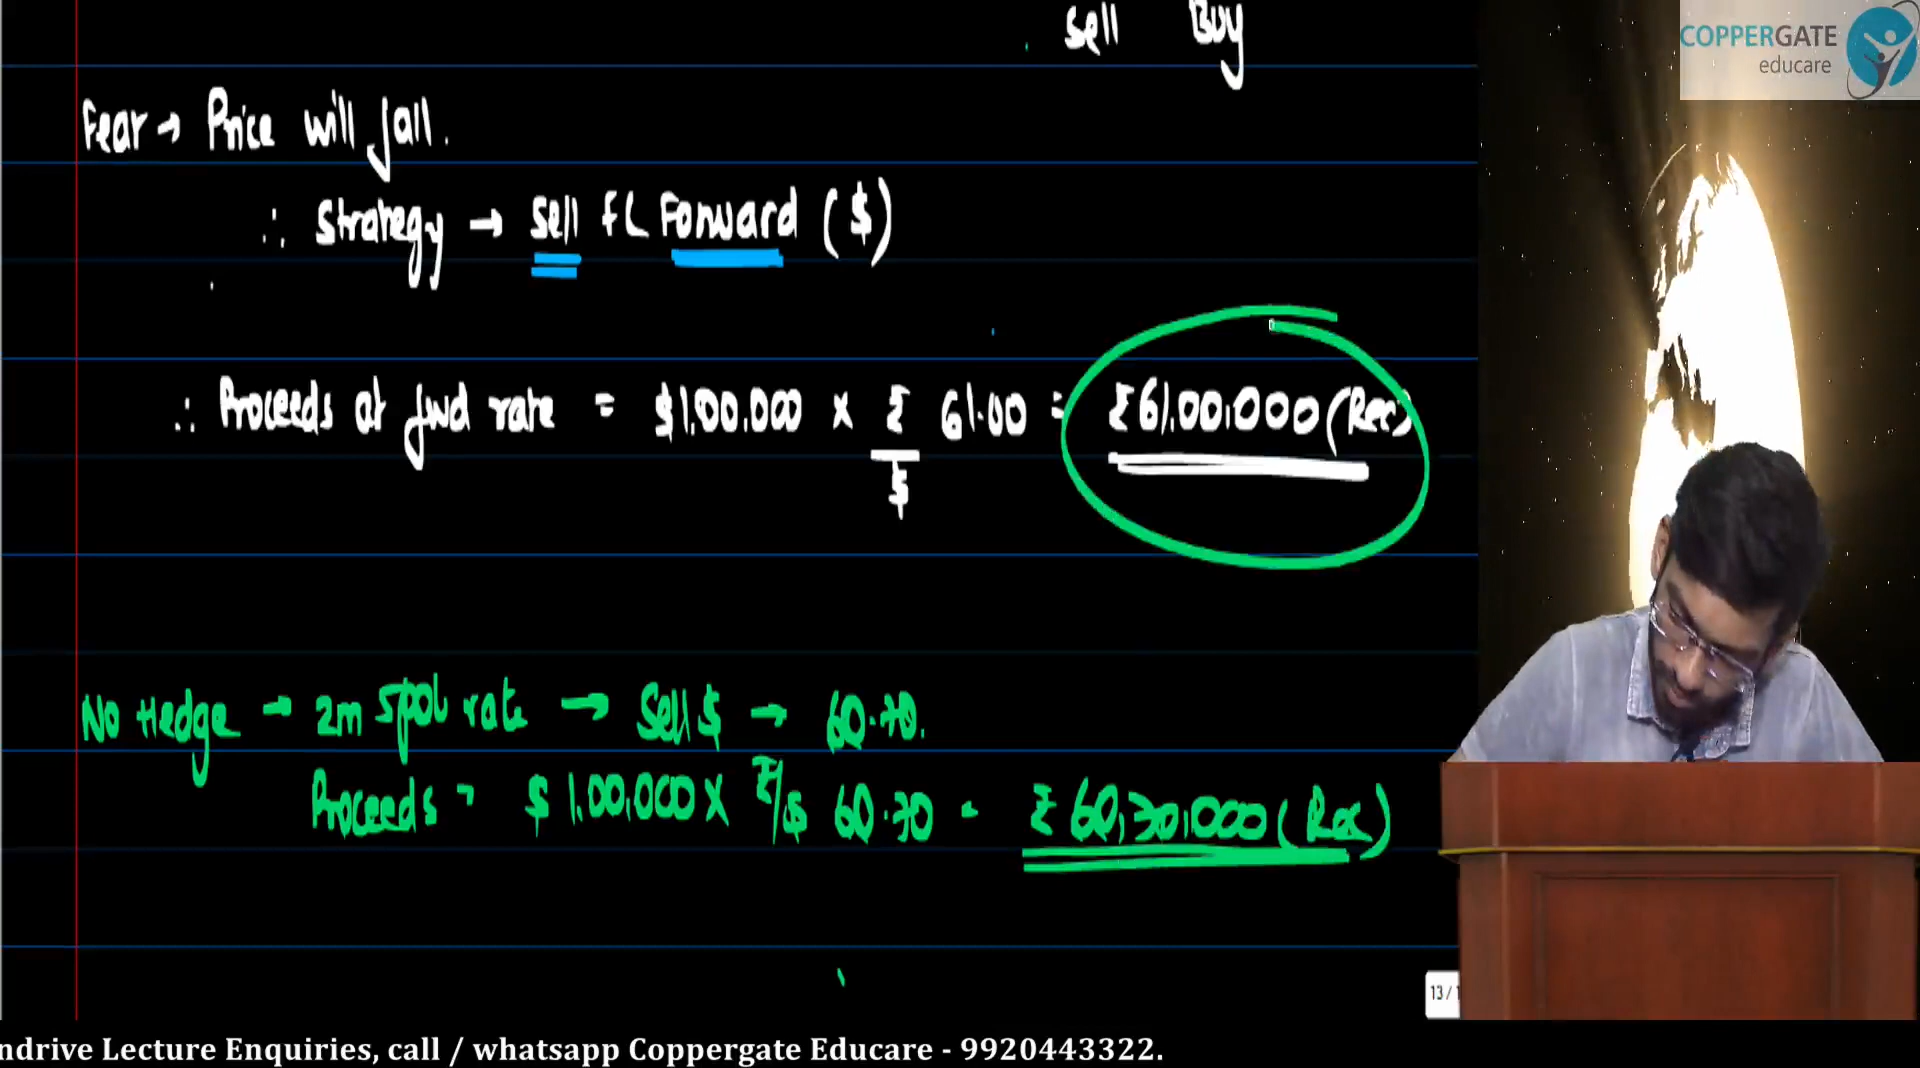 Sell Buy
COPPERGATE
educare
Fear → Price will fall.
∴ Strategy → Sell FC Forward ($)
∴ Proceeds at fwd rate = $1,00,000 × ₹/$ 61.00 = ₹61,00,000 (Rec)
No Hedge → 2m spot rate → Sell $ → 60.70.
Proceeds = $1,00,000 × ₹/$ 60.70 = ₹60,70,000 (Rec)
13/1
ndrive Lecture Enquiries, call / whatsapp Coppergate Educare - 9920443322.